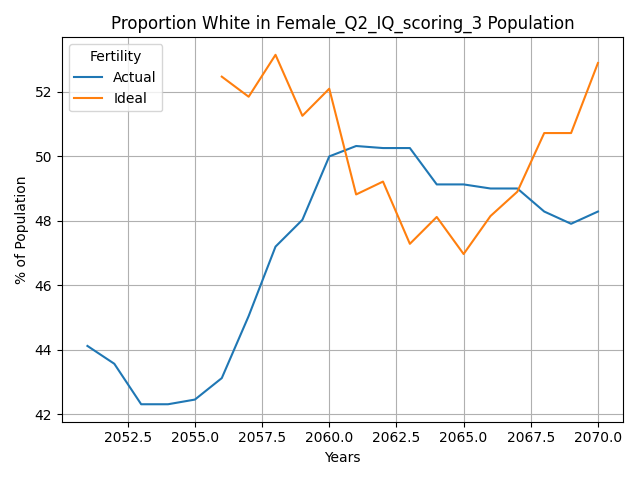 Proportion White in Female_Q2_IQ_scoring_3 Population
Fertility
Actual
Ideal
% of Population
52
50
48
46
44
42
2052.5 2055.0 2057.5 2060.0 2062.5 2065.0 2067.5 2070.0
Years